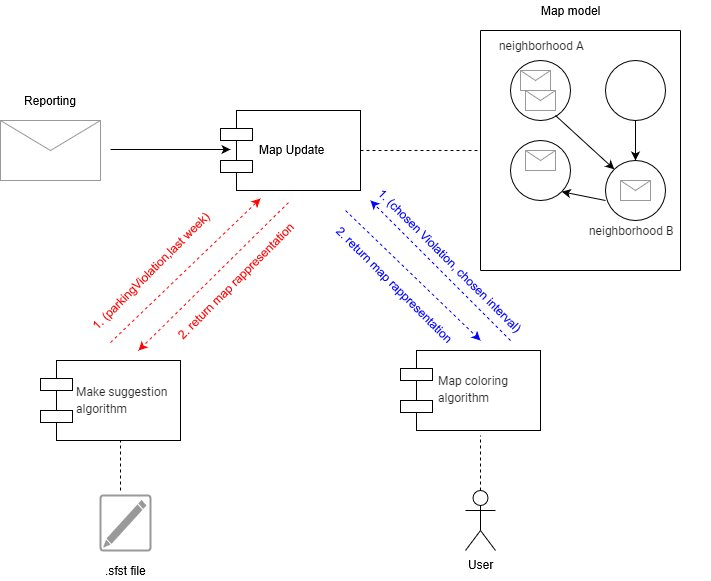 Map model
neighborhood A
Reporting
Map Update
neighborhood B
1. (parkingViolation,last week)
2. return map rappresentation
1. (chosen Violation, chosen interval)
2. return map rappresentation
Make suggestion
algorithm
Map coloring
algorithm
.sfst file
User